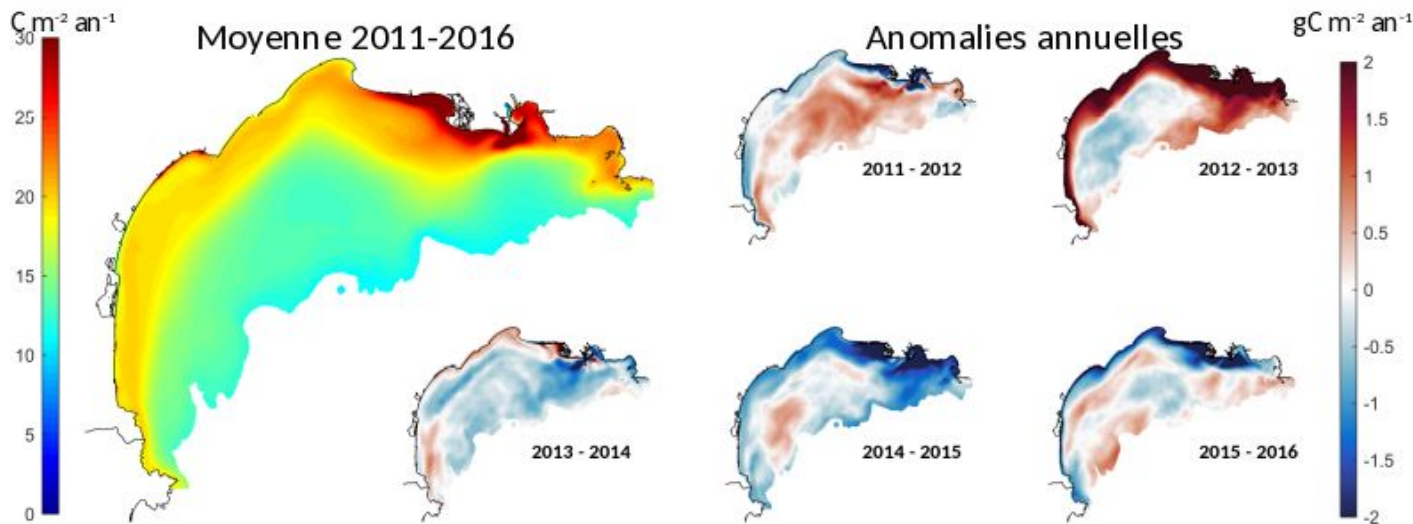 C m⁻² an⁻¹
Moyenne 2011-2016
30
25
20
15
10
5
0
Anomalies annuelles
gC m⁻² an⁻¹
2
1.5
1
0.5
0
-0.5
-1
-1.5
-2
2011 - 2012
2012 - 2013
2013 - 2014
2014 - 2015
2015 - 2016